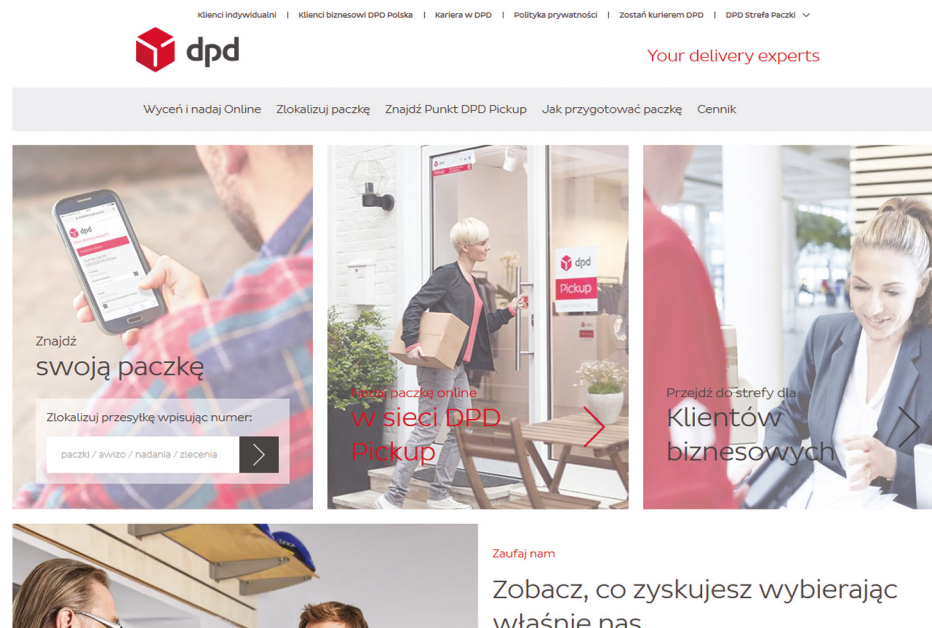 Klienci indywidualni | Klienci biznesowi DPD Polska | Kariera w DPD | Polityka prywatności | Zostań kurierem DPD | DPD Strefa Paczki
dpd
Your delivery experts
Wyceń i nadaj Online Zlokalizuj paczkę Znajdź Punkt DPD Pickup Jak przygotować paczkę Cennik
dpd
Znajdź
swoją paczkę
Zlokalizuj przesyłkę wpisując numer:
paczki / awizo / nadania / zlecenia
dpd
Pickup
Nadaj paczkę online
w sieci DPD
Pickup
Przejdź do strefy dla
Klientów
biznesowych
Zaufaj nam
Zobacz, co zyskujesz wybierając
właśnie nas